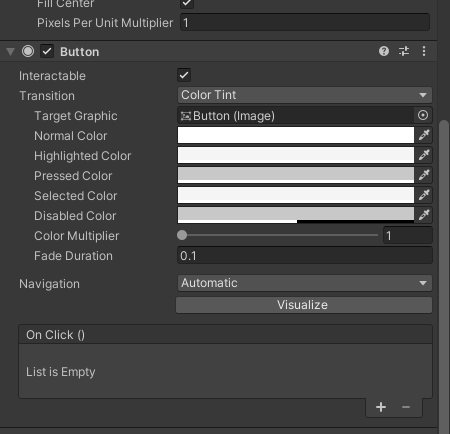 Fill Center
Pixels Per Unit Multiplier 1
Button
Interactable
Transition Color Tint
Target Graphic Button (Image)
Normal Color
Highlighted Color
Pressed Color
Selected Color
Disabled Color
Color Multiplier 1
Fade Duration 0.1
Navigation Automatic
Visualize
On Click ()
List is Empty